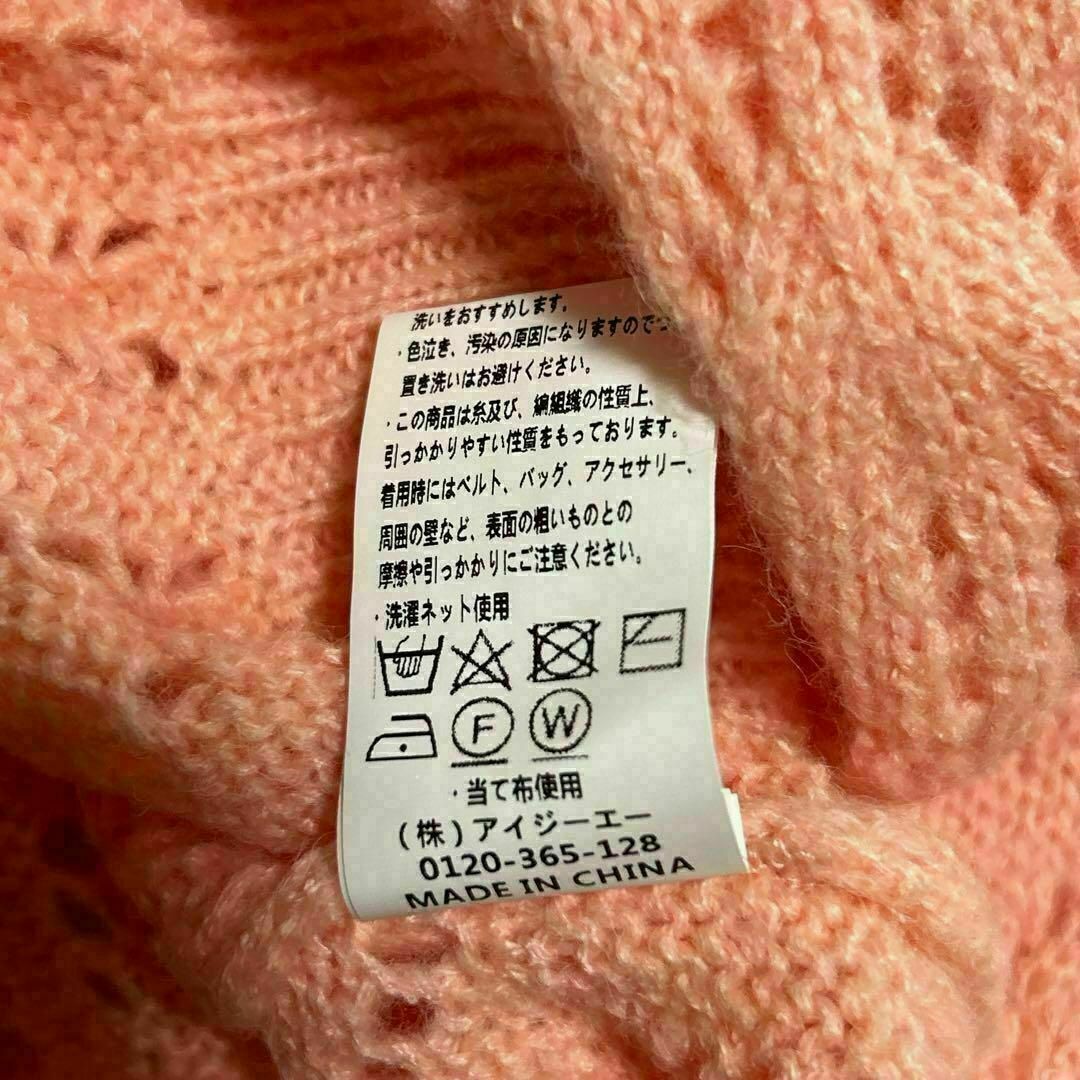 洗いをおすすめします。
・色泣き、汚染の原因になりますのでつ
置き洗いはお避けください。
・この商品は糸及び、編組織の性質上、
引っかかりやすい性質をもっております。
着用時にはベルト、バッグ、アクセサリー、
周囲の壁など、表面の粗いものとの
摩擦や引っかかりにご注意ください。
・洗濯ネット使用
F W
・当て布使用
(株)アイジーエー
0120-365-128
MADE IN CHINA